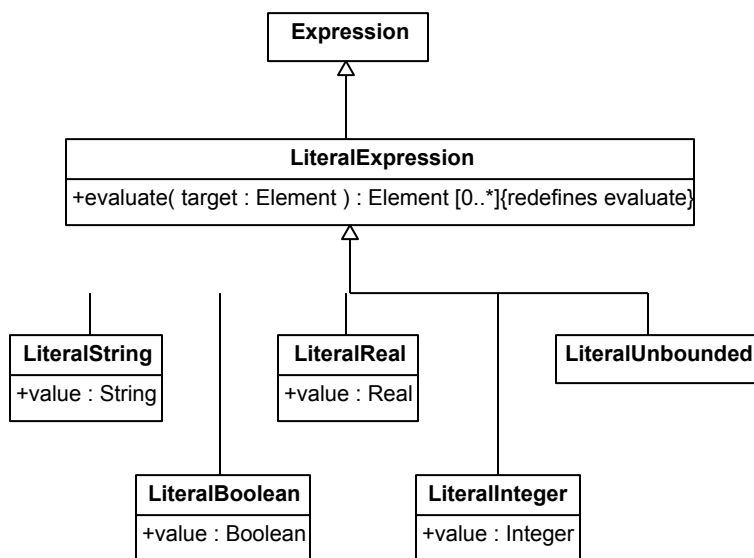 Expression
LiteralExpression
+evaluate( target : Element ) : Element [0..*]{redefines evaluate}
LiteralString
+value : String
LiteralReal
+value : Real
LiteralUnbounded
LiteralBoolean
+value : Boolean
LiteralInteger
+value : Integer